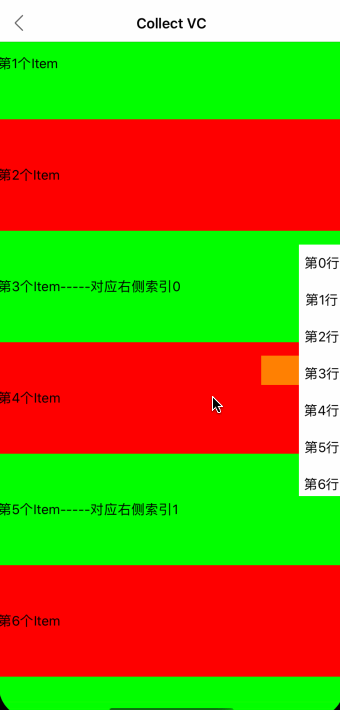 Collect VC
第1个Item
第2个Item
第0行
第3个Item-----对应右侧索引0
第1行
第2行
第3行
第4个Item
第4行
第5行
第6行
第5个Item-----对应右侧索引1
第6个Item